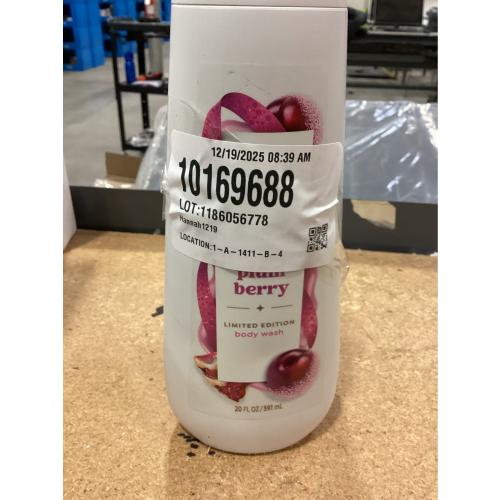 12/19/2025 08:39 AM
10169688
LOT:1186056778
Hannah1219
LOCATION:1-A-1411-B-4
plum
berry
LIMITED EDITION
body wash
20 FL OZ/591 mL